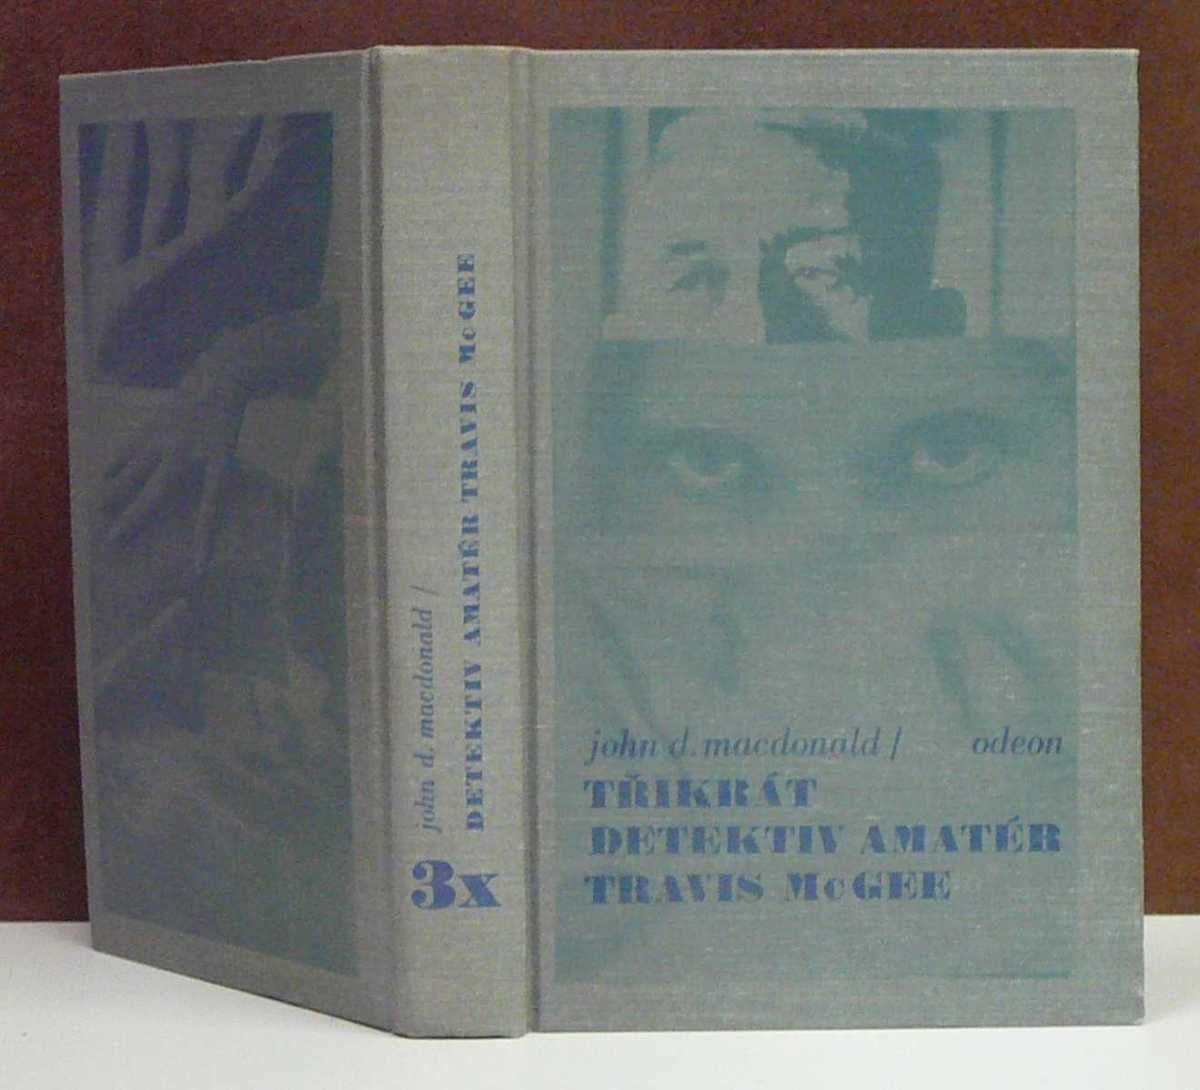 john d. macdonald /
DETEKTIV AMATÉR TRAVIS McGEE
3x
john d. macdonald / odeon
TŘIKRÁT
DETEKTIV AMATÉR
TRAVIS McGEE